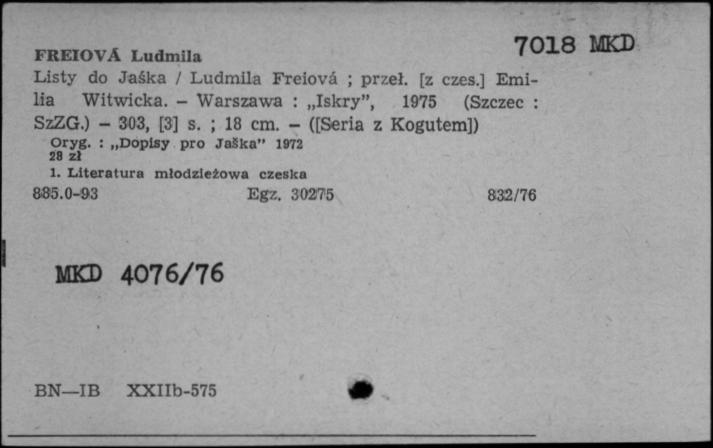 7018 MKD
FREIOVÁ Ludmila
Listy do Jaśka / Ludmila Freiová ; przeł. [z czes.] Emi-
lia Witwicka. – Warszawa : „Iskry”, 1975 (Szczec :
SzZG.) – 303, [3] s. ; 18 cm. – ([Seria z Kogutem])
Oryg. : „Dopisy pro Jaška” 1972
28 zł
1. Literatura młodzieżowa czeska
885.0-93 Egz. 30275 832/76
MKD 4076/76
BN—IB XXIIb-575